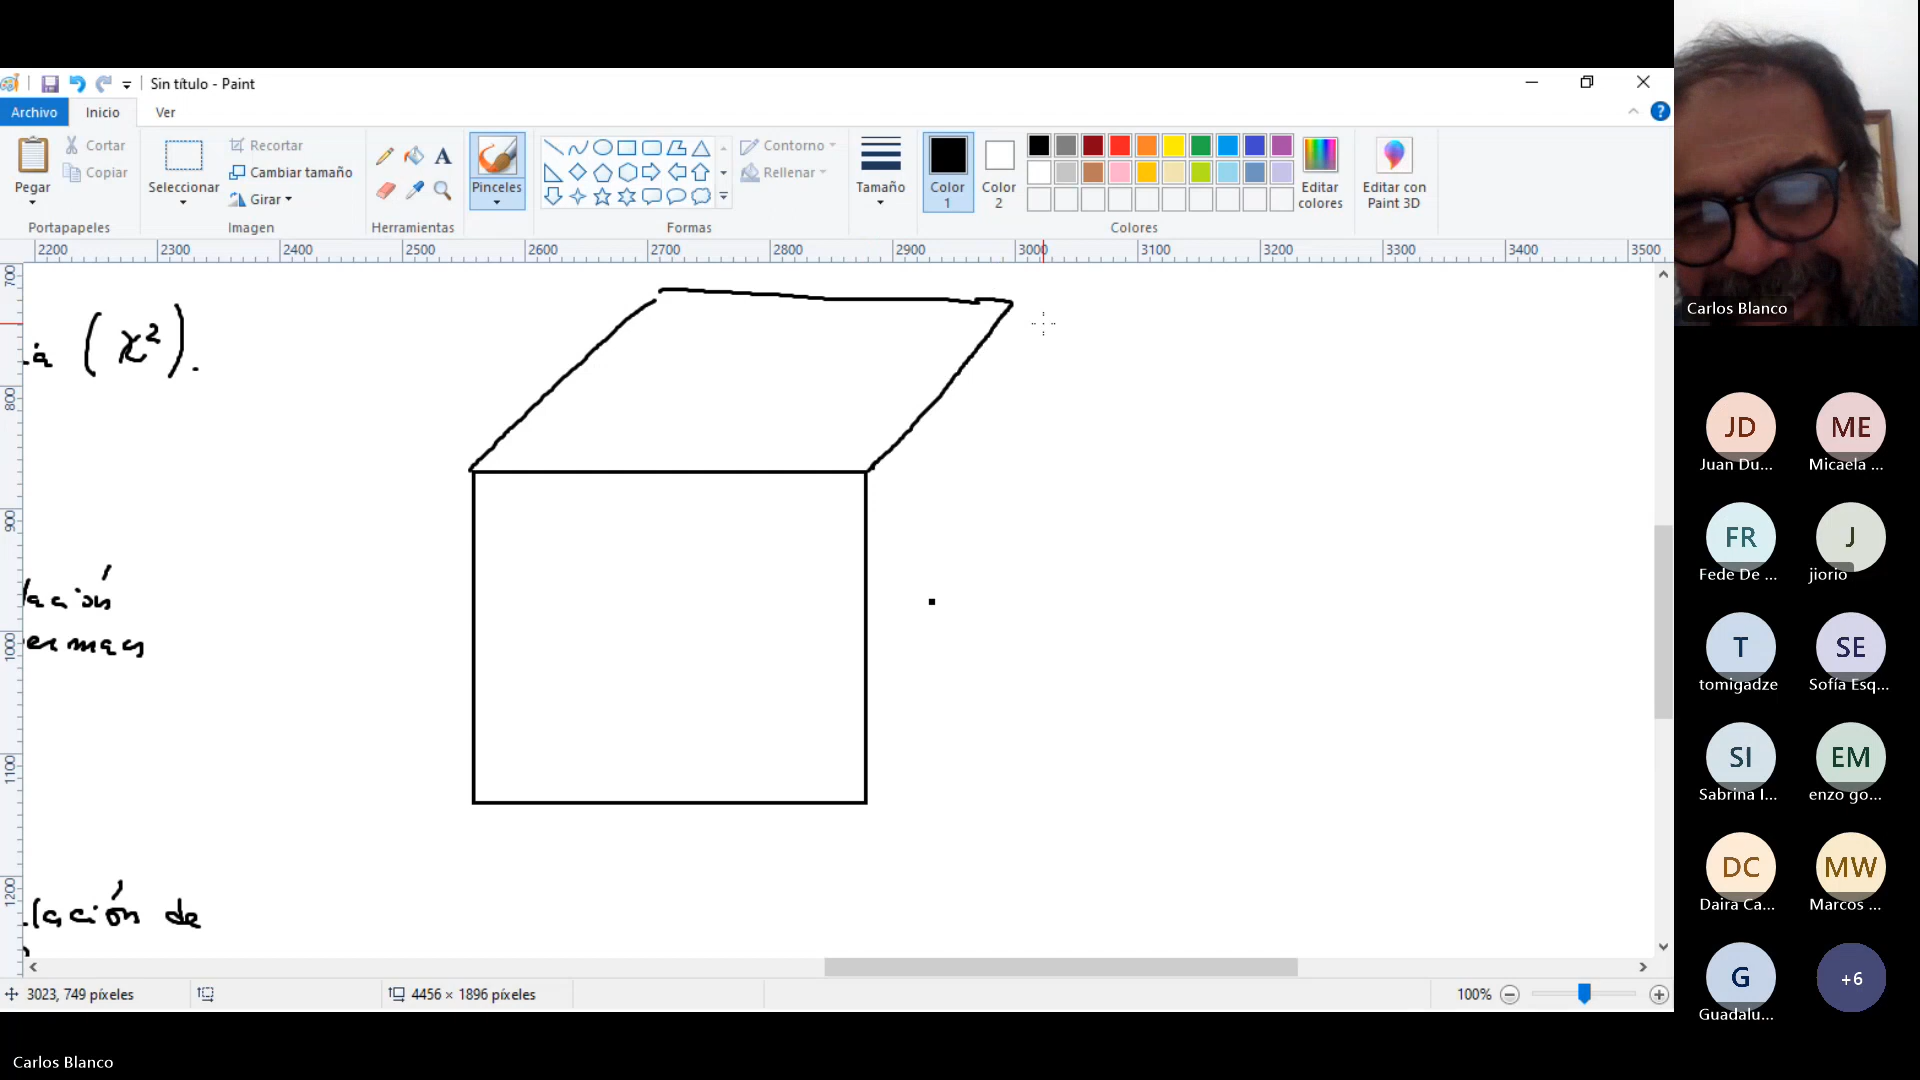 Sin título - Paint
Archivo
Inicio
Ver
Pegar
Cortar
Copiar
Portapapeles
Seleccionar
Recortar
Cambiar tamaño
Girar
Imagen
A
Herramientas
Pinceles
Formas
Contorno
Rellenar
Tamaño
Color
1
Color
2
Editar
colores
Colores
Editar con
Paint 3D
2200 2300 2400 2500 2600 2700 2800 2900 3000 3100 3200 3300 3400 3500
700
800
900
1000
1100
1200
(x²).
lación
de
3023, 749 píxeles
4456 × 1896 píxeles
100%
Carlos Blanco
JD
Juan Du...
ME
Micaela ...
FR
Fede De ...
J
jiorio
T
tomigadze
SE
Sofía Esq...
SI
Sabrina I...
EM
enzo go...
DC
Daira Ca...
MW
Marcos ...
G
Guadalu...
+6
Carlos Blanco